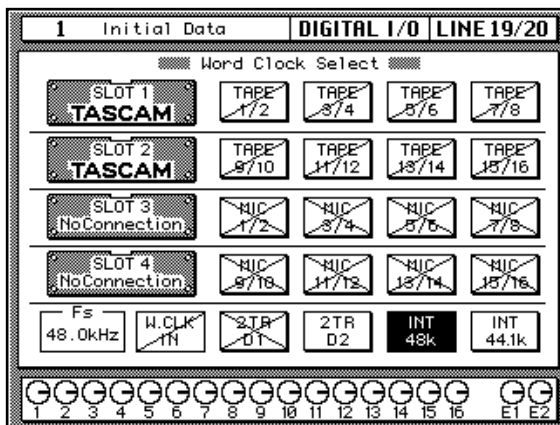 1 Initial Data DIGITAL I/O LINE 19/20
Word Clock Select
SLOT 1 TASCAM TAPE 1/2 TAPE 3/4 TAPE 5/6 TAPE 7/8
SLOT 2 TASCAM TAPE 9/10 TAPE 11/12 TAPE 13/14 TAPE 15/16
SLOT 3 NoConnection MIC 1/2 MIC 3/4 MIC 5/6 MIC 7/8
SLOT 4 NoConnection MIC 9/10 MIC 11/12 MIC 13/14 MIC 15/16
Fs 48.0kHz W.CLK IN 2TR D1 2TR D2 INT 48k INT 44.1k
1 2 3 4 5 6 7 8 9 10 11 12 13 14 15 16 E1 E2